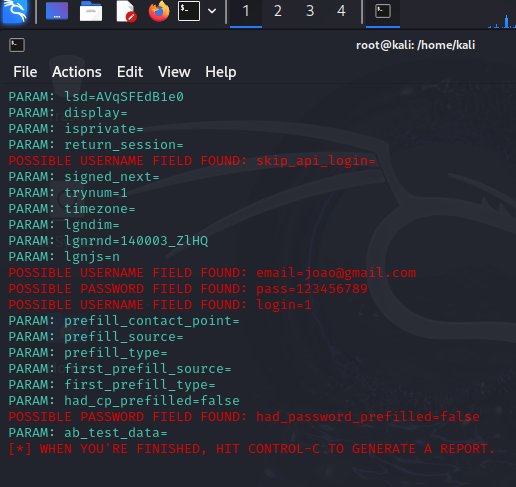 1 2 3 4
root@kali: /home/kali
File Actions Edit View Help
PARAM: lsd=AVqSFEdB1e0
PARAM: display=
PARAM: isprivate=
PARAM: return_session=
POSSIBLE USERNAME FIELD FOUND: skip_api_login=
PARAM: signed_next=
PARAM: trynum=1
PARAM: timezone=
PARAM: lgndim=
PARAM: lgnrnd=140003_ZlHQ
PARAM: lgnjs=n
POSSIBLE USERNAME FIELD FOUND: email=joao@gmail.com
POSSIBLE PASSWORD FIELD FOUND: pass=123456789
POSSIBLE USERNAME FIELD FOUND: login=1
PARAM: prefill_contact_point=
PARAM: prefill_source=
PARAM: prefill_type=
PARAM: first_prefill_source=
PARAM: first_prefill_type=
PARAM: had_cp_prefilled=false
POSSIBLE PASSWORD FIELD FOUND: had_password_prefilled=false
PARAM: ab_test_data=
[*] WHEN YOU'RE FINISHED, HIT CONTROL-C TO GENERATE A REPORT.